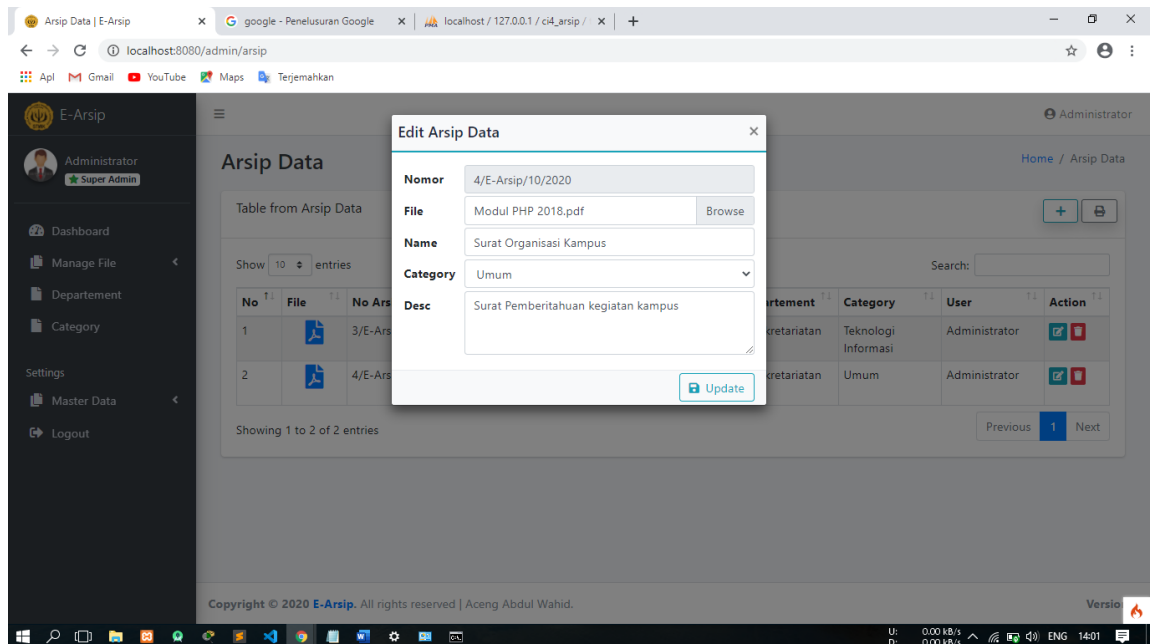 Arsip Data | E-Arsip
google - Penelusuran Google
localhost / 127.0.0.1 / ci4_arsip /
localhost:8080/admin/arsip
Apl Gmail YouTube Maps Terjemahkan
E-Arsip
Administrator
Administrator
Super Admin
Dashboard
Manage File
Departement
Category
Settings
Master Data
Logout
Arsip Data
Home / Arsip Data
Table from Arsip Data
Show 10 entries
Search:
No File No Ars rtement Category User Action
1 3/E-Ars cretariatan Teknologi Informasi Administrator
2 4/E-Ars cretariatan Umum Administrator
Showing 1 to 2 of 2 entries
Previous 1 Next
Edit Arsip Data
Nomor 4/E-Arsip/10/2020
File Modul PHP 2018.pdf Browse
Name Surat Organisasi Kampus
Category Umum
Desc Surat Pemberitahuan kegiatan kampus
Update
Copyright © 2020 E-Arsip. All rights reserved | Aceng Abdul Wahid.
Versio
U: 0.00 kB/s
D: 0.00 kB/s
ENG 14:01